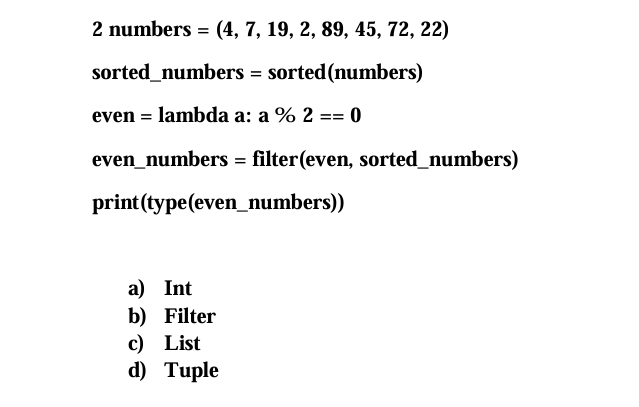 2 numbers = (4, 7, 19, 2, 89, 45, 72, 22)
sorted_numbers = sorted(numbers)
even = lambda a: a % 2 == 0
even_numbers = filter(even, sorted_numbers)
print(type(even_numbers))
a) Int
b) Filter
c) List
d) Tuple